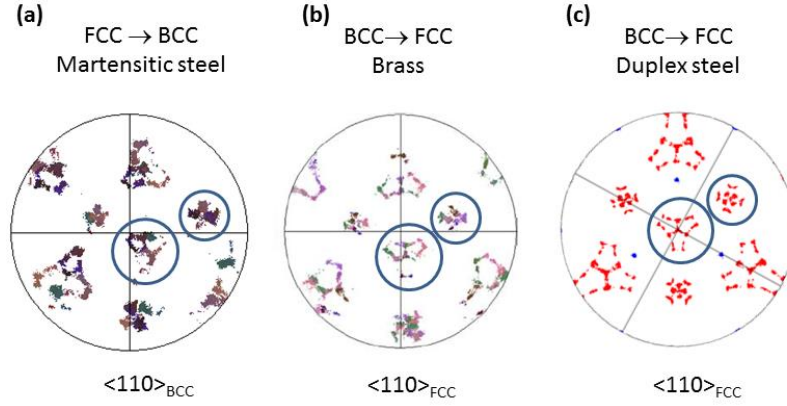 (a)
FCC → BCC
Martensitic steel
<110>BCC
(b)
BCC→ FCC
Brass
<110>FCC
(c)
BCC→ FCC
Duplex steel
<110>FCC